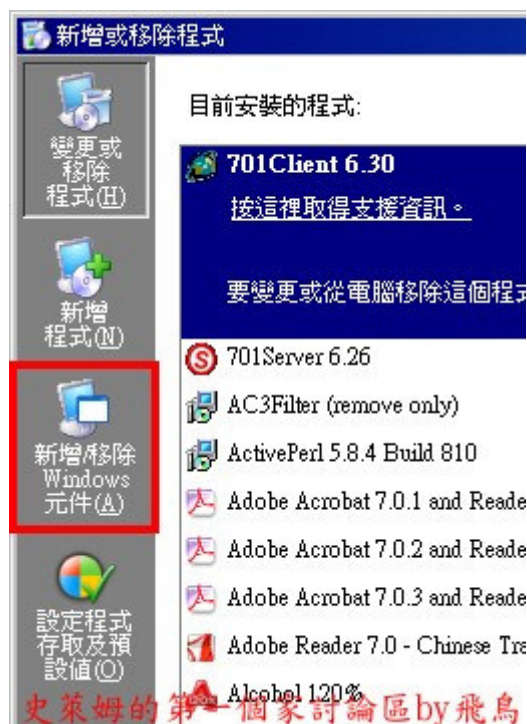 新增或移除程式
變更或
移除
程式(H)
新增
程式(N)
新增/移除
Windows
元件(A)
設定程式
存取及預
設值(O)
目前安裝的程式:
701Client 6.30
按這裡取得支援資訊。
要變更或從電腦移除這個程式
701Server 6.26
AC3Filter (remove only)
ActivePerl 5.8.4 Build 810
Adobe Acrobat 7.0.1 and Reade
Adobe Acrobat 7.0.2 and Reade
Adobe Acrobat 7.0.3 and Reade
Adobe Reader 7.0 - Chinese Tra
Alcohol 120%
史萊姆的第一個家討論區by飛鳥